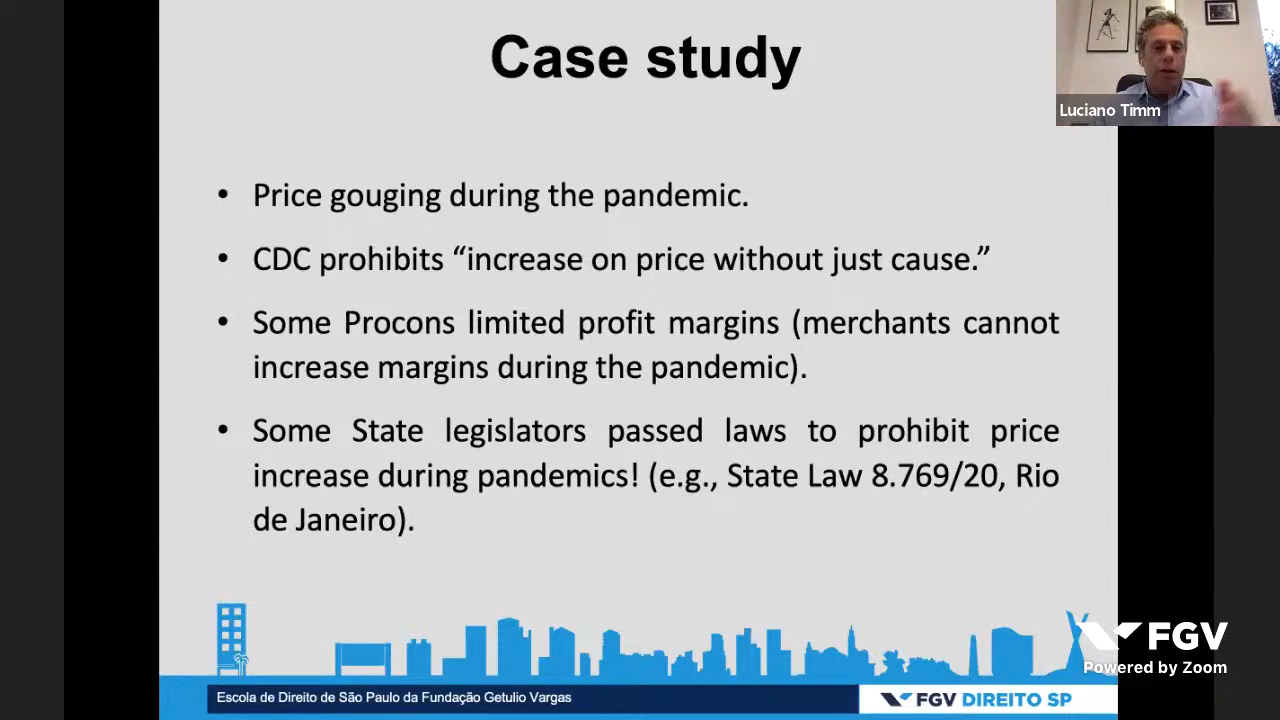 Case study
Luciano Timm
• Price gouging during the pandemic.
• CDC prohibits “increase on price without just cause.”
• Some Procons limited profit margins (merchants cannot
increase margins during the pandemic).
• Some State legislators passed laws to prohibit price
increase during pandemics! (e.g., State Law 8.769/20, Rio
de Janeiro).
FGV
Powered by Zoom
Escola de Direito de São Paulo da Fundação Getulio Vargas
FGV DIREITO SP